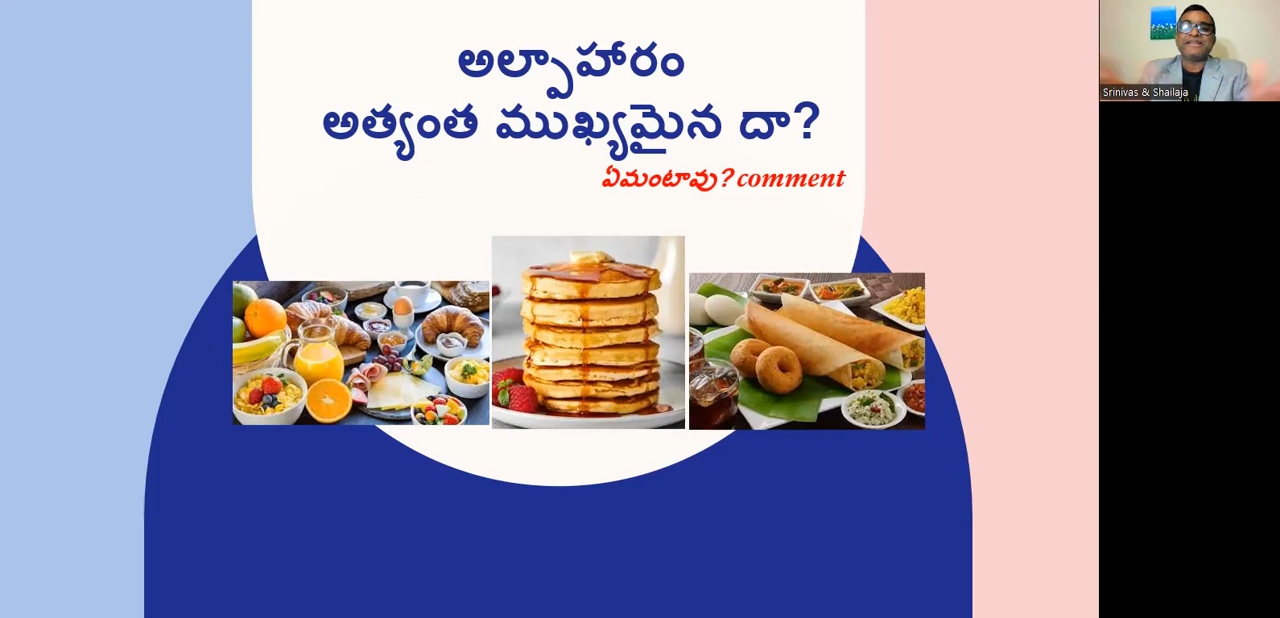 అల్పాహారం
అత్యంత ముఖ్యమైన దా?
ఏమంటావు? comment
Srinivas & Shailaja